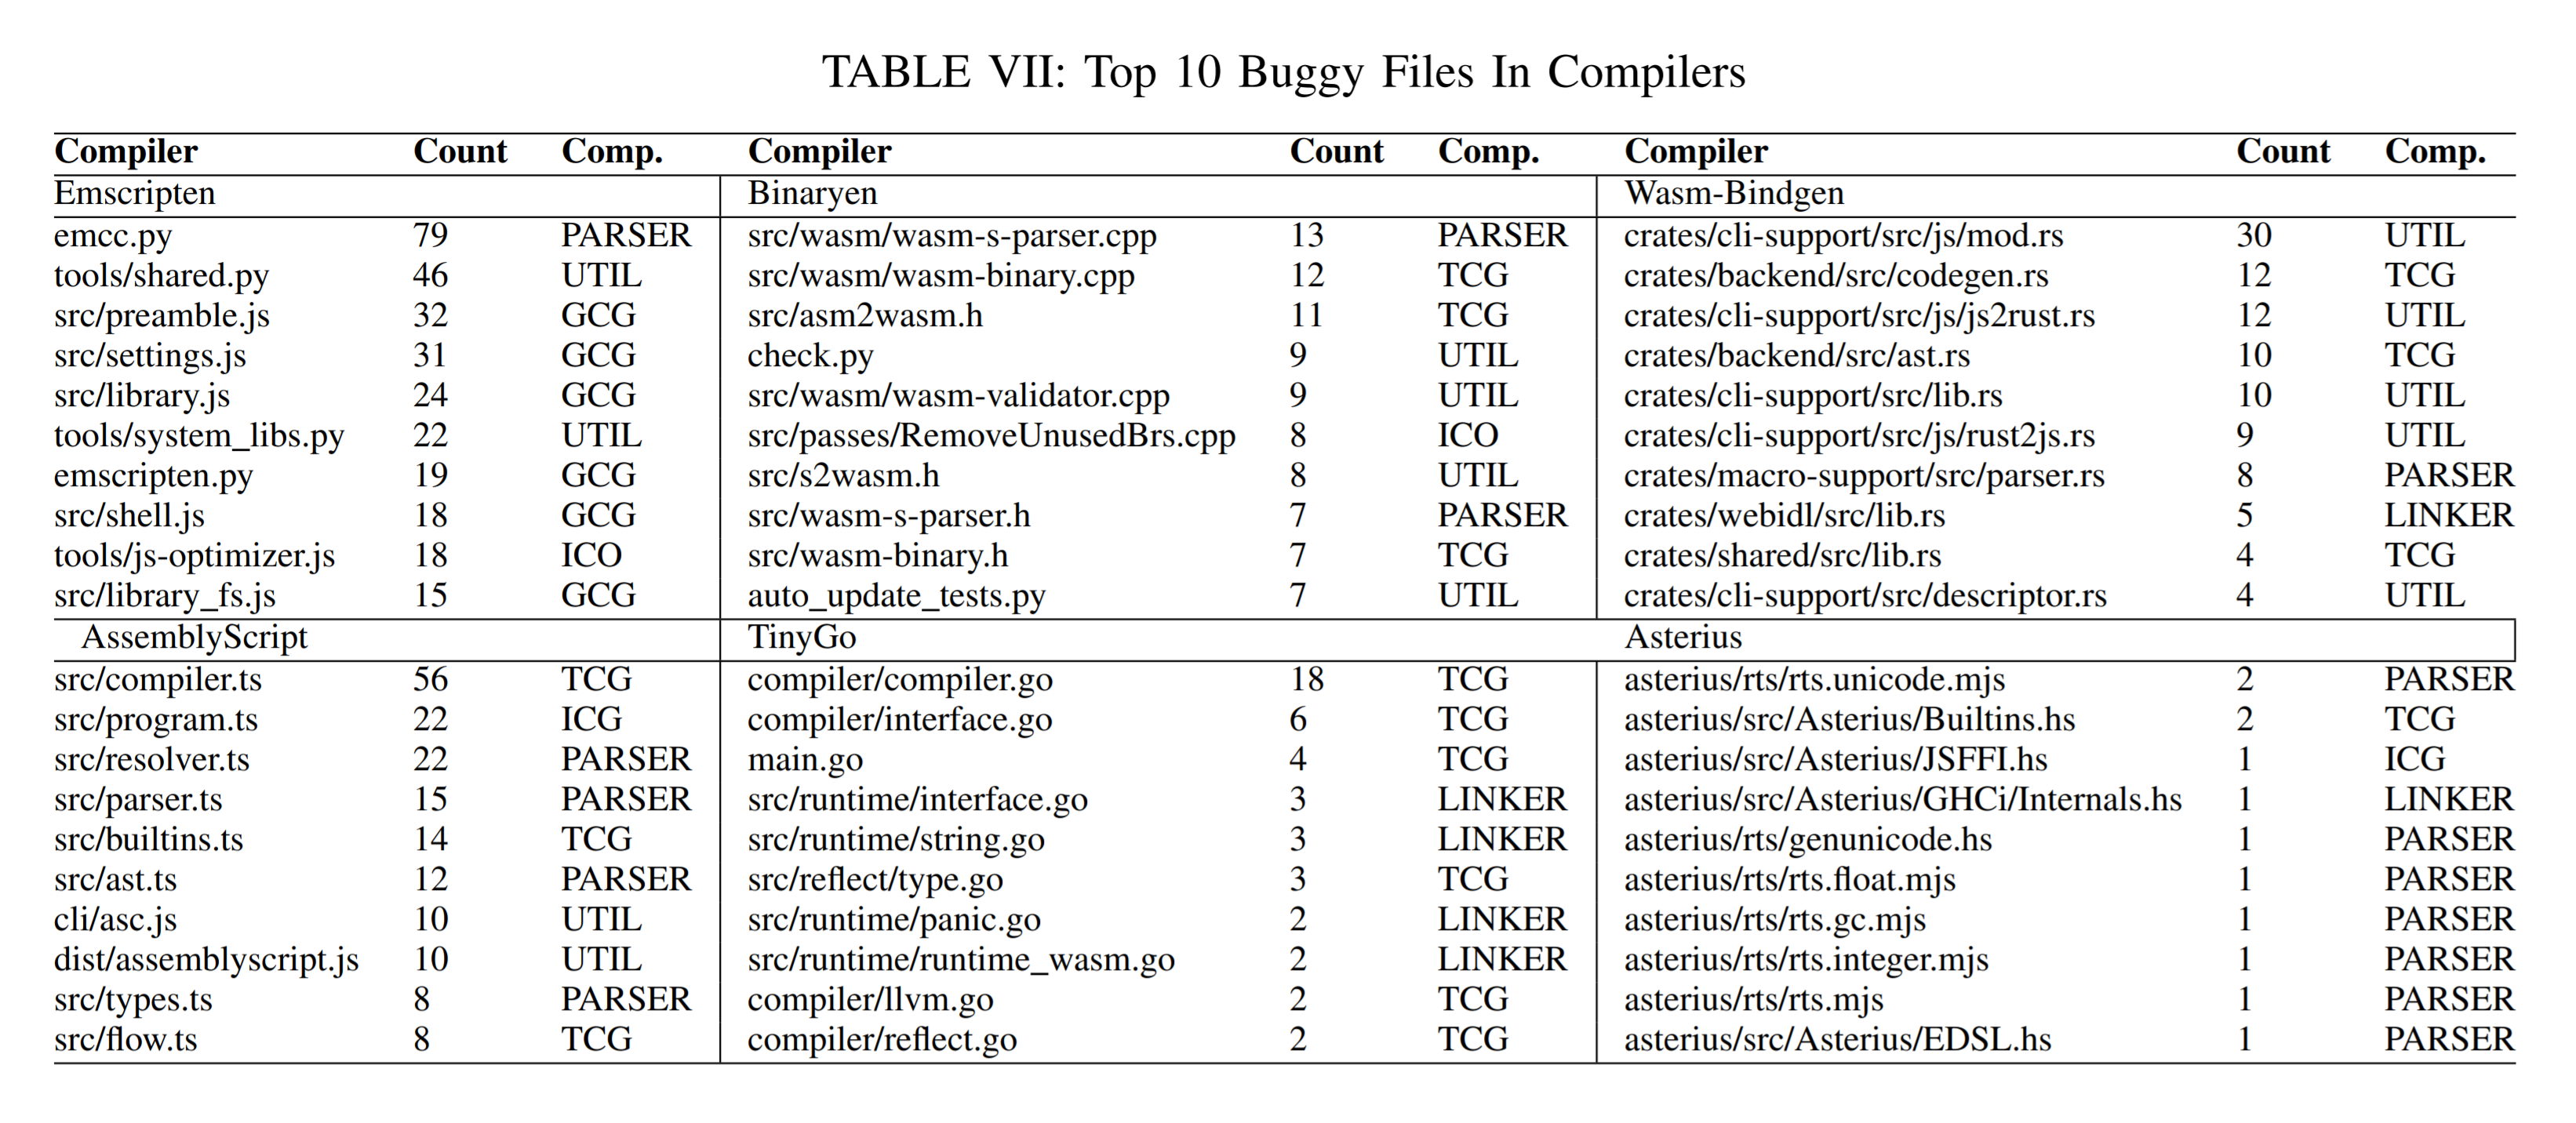 TABLE VII: Top 10 Buggy Files In Compilers
Compiler Count Comp. Compiler Count Comp. Compiler Count Comp.
Emscripten Binaryen Wasm-Bindgen
emcc.py 79 PARSER src/wasm/wasm-s-parser.cpp 13 PARSER crates/cli-support/src/js/mod.rs 30 UTIL
tools/shared.py 46 UTIL src/wasm/wasm-binary.cpp 12 TCG crates/backend/src/codegen.rs 12 TCG
src/preamble.js 32 GCG src/asm2wasm.h 11 TCG crates/cli-support/src/js/js2rust.rs 12 UTIL
src/settings.js 31 GCG check.py 9 UTIL crates/backend/src/ast.rs 10 TCG
src/library.js 24 GCG src/wasm/wasm-validator.cpp 9 UTIL crates/cli-support/src/lib.rs 10 UTIL
tools/system_libs.py 22 UTIL src/passes/RemoveUnusedBrs.cpp 8 ICO crates/cli-support/src/js/rust2js.rs 9 UTIL
emscripten.py 19 GCG src/s2wasm.h 8 UTIL crates/macro-support/src/parser.rs 8 PARSER
src/shell.js 18 GCG src/wasm-s-parser.h 7 PARSER crates/webidl/src/lib.rs 5 LINKER
tools/js-optimizer.js 18 ICO src/wasm-binary.h 7 TCG crates/shared/src/lib.rs 4 TCG
src/library_fs.js 15 GCG auto_update_tests.py 7 UTIL crates/cli-support/src/descriptor.rs 4 UTIL
AssemblyScript TinyGo Asterius
src/compiler.ts 56 TCG compiler/compiler.go 18 TCG asterius/rts/rts.unicode.mjs 2 PARSER
src/program.ts 22 ICG compiler/interface.go 6 TCG asterius/src/Asterius/Builtins.hs 2 TCG
src/resolver.ts 22 PARSER main.go 4 TCG asterius/src/Asterius/JSFFI.hs 1 ICG
src/parser.ts 15 PARSER src/runtime/interface.go 3 LINKER asterius/src/Asterius/GHCi/Internals.hs 1 LINKER
src/builtins.ts 14 TCG src/runtime/string.go 3 LINKER asterius/rts/genunicode.hs 1 PARSER
src/ast.ts 12 PARSER src/reflect/type.go 3 TCG asterius/rts/rts.float.mjs 1 PARSER
cli/asc.js 10 UTIL src/runtime/panic.go 2 LINKER asterius/rts/rts.gc.mjs 1 PARSER
dist/assemblyscript.js 10 UTIL src/runtime/runtime_wasm.go 2 LINKER asterius/rts/rts.integer.mjs 1 PARSER
src/types.ts 8 PARSER compiler/llvm.go 2 TCG asterius/rts/rts.mjs 1 PARSER
src/flow.ts 8 TCG compiler/reflect.go 2 TCG asterius/src/Asterius/EDSL.hs 1 PARSER